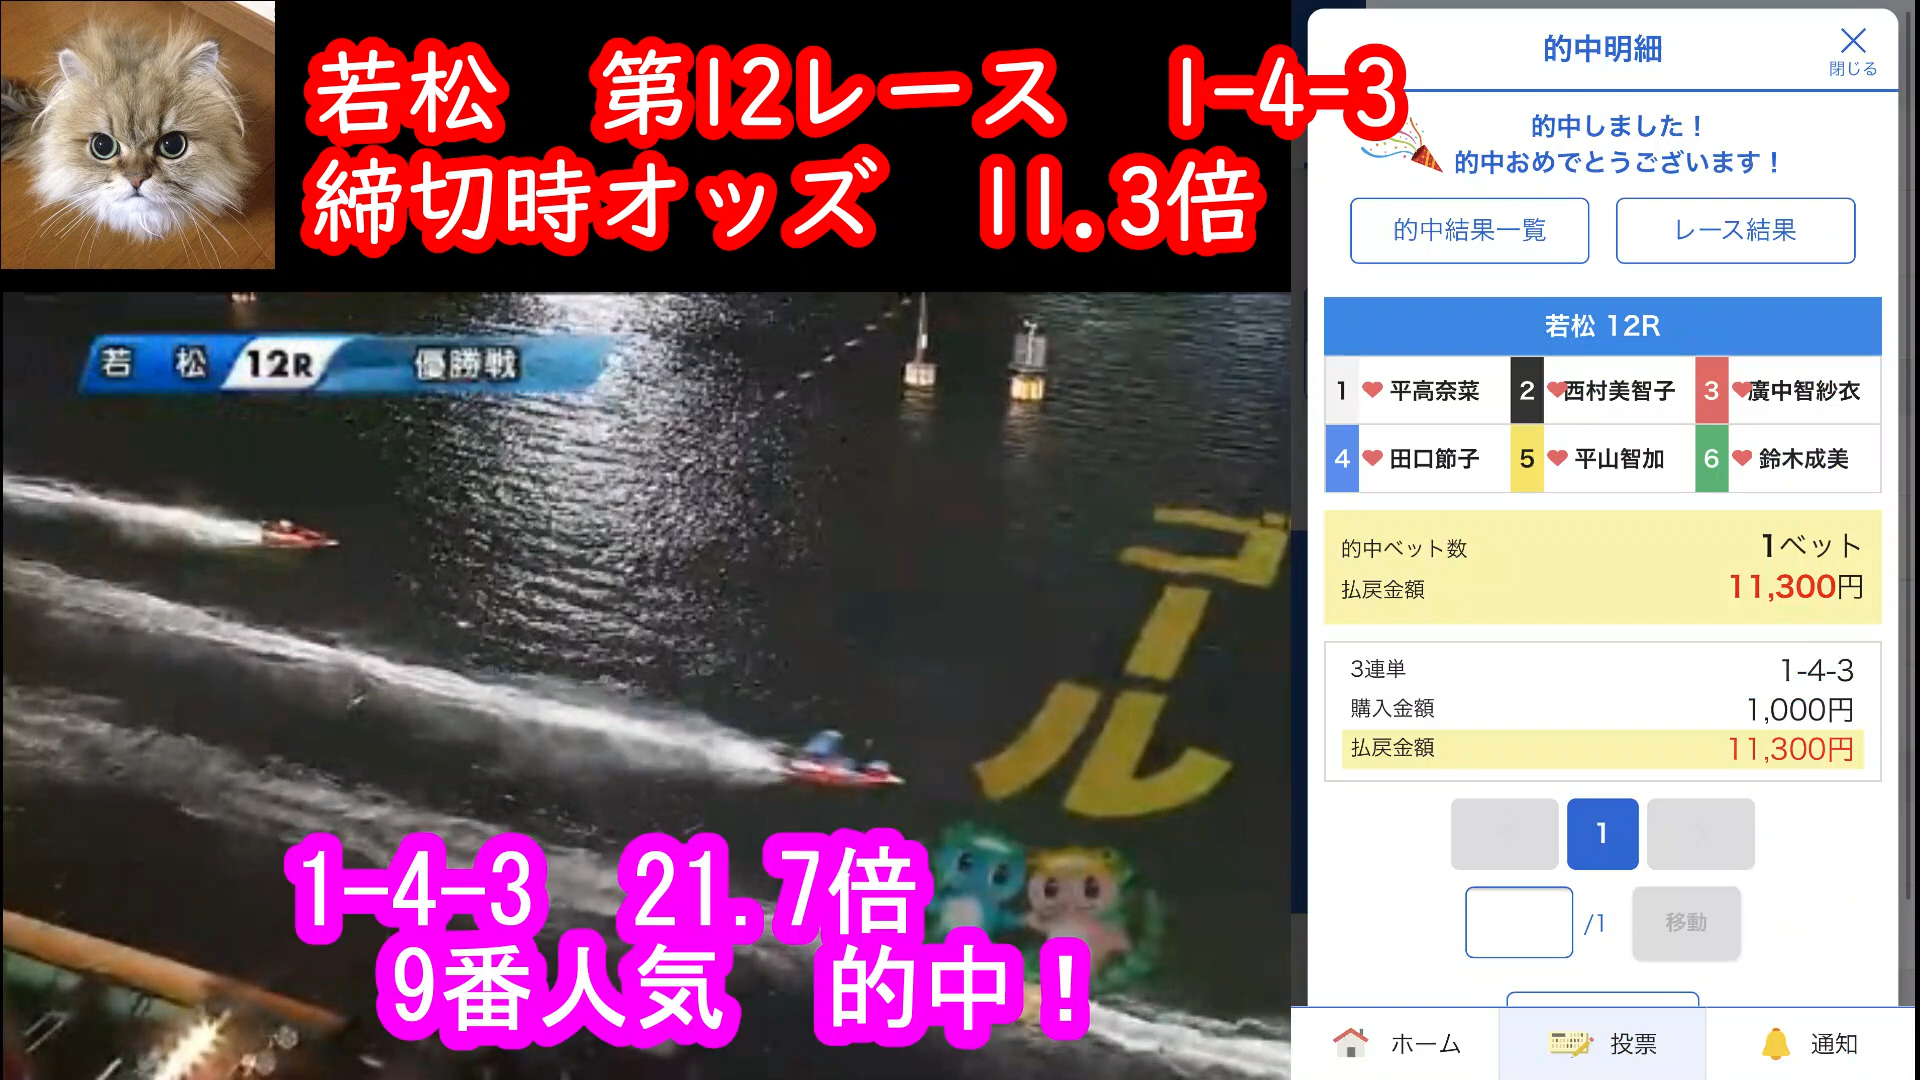 若松　第12レース　1-4-3
締切時オッズ　11.3倍
若 松 12R 優勝戦
ゴール
1-4-3　21.7倍
9番人気　的中！
的中明細
閉じる
的中しました！
的中おめでとうございます！
的中結果一覧 レース結果
若松 12R
1 平高奈菜 2 西村美智子 3 廣中智紗衣
4 田口節子 5 平山智加 6 鈴木成美
的中ベット数 1ベット
払戻金額 11,300円
3連単 1-4-3
購入金額 1,000円
払戻金額 11,300円
1
/1 移動
ホーム 投票 通知